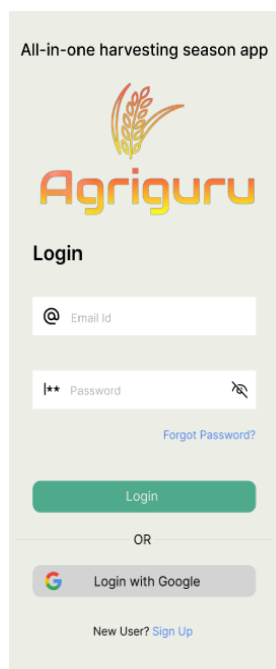 All-in-one harvesting season app
Agriguru
Login
@ Email Id
|** Password
Forgot Password?
Login
OR
G Login with Google
New User? Sign Up